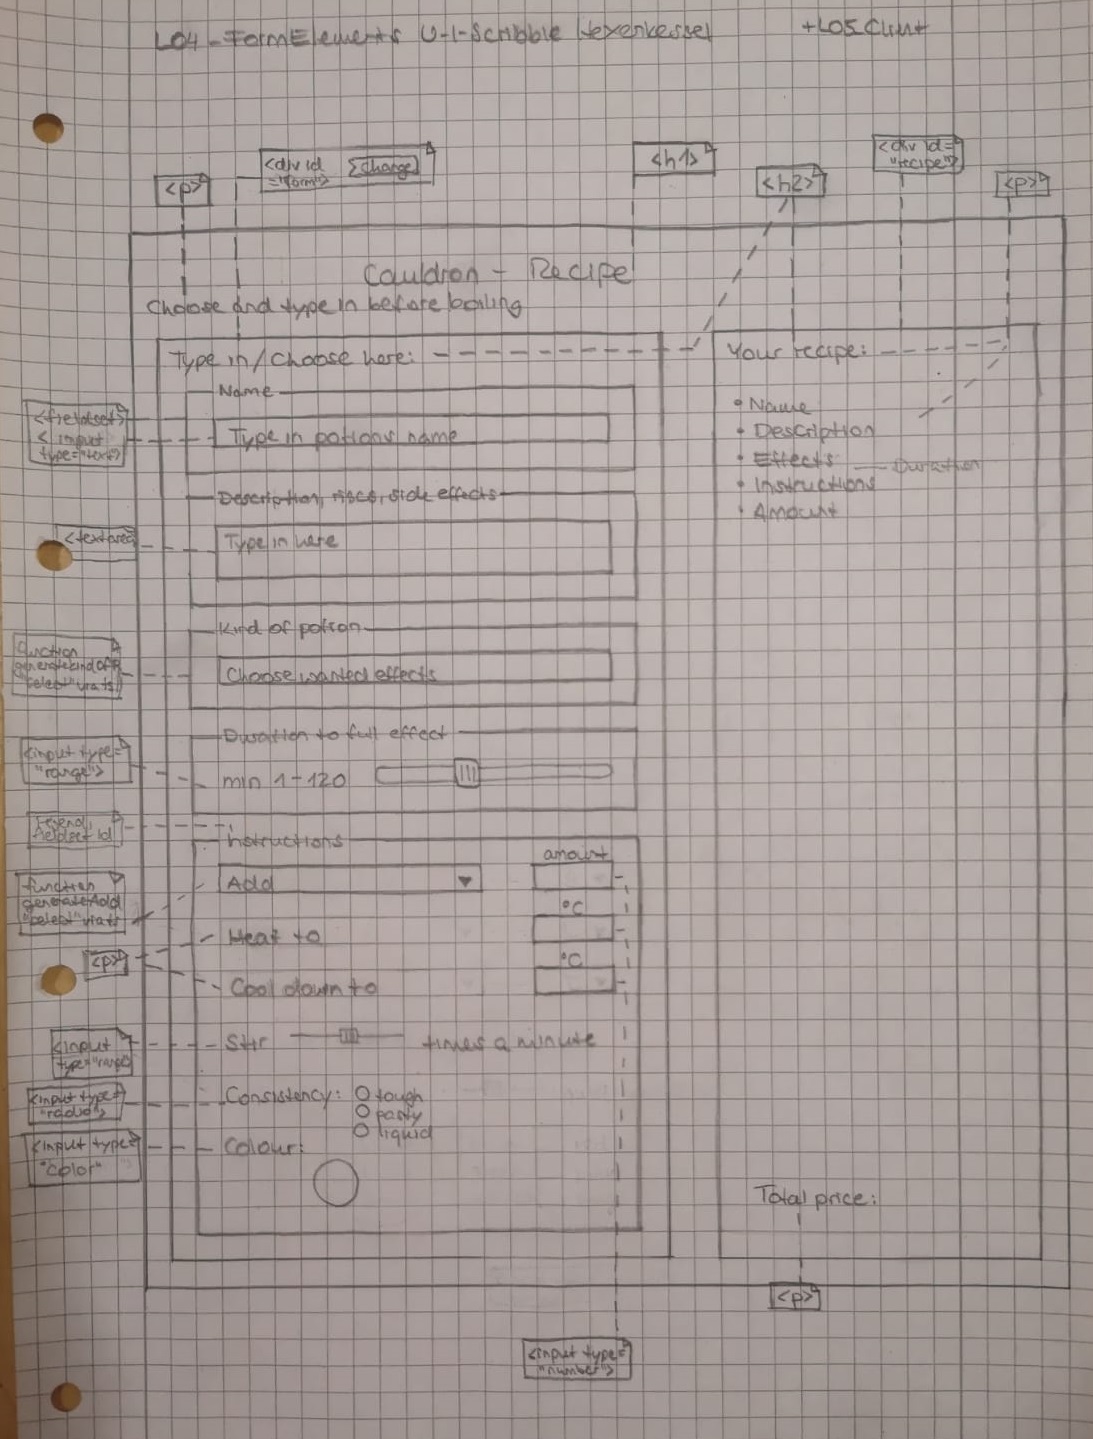 L04-FormElements U-I-Scribble Hexenkessel +L05 Client
<div id
="form">
change
<h1>
<div id=
"recipe">
<p>
<h2>
<p>
Cauldron - Recipe
Choose and type in before boiling
Type in/Choose here:
Name
<fieldset>
<input
type="text>
Type in potions name
Description, riscs, side effects
<textarea
Type in here
Kind of potion
function
"select" via ts
Choose wanted effects
Duration to full effect
<input type=
"range">
min 1-120
Legend,
fieldset id
Instructions
amount
function
generateAdd
"select" via ts
Add
°C
<p>
Heat to
°C
Cool down to
<input
type="range
Stir
times a minute
<input type=
"radio">
Consistency:
tough
pasty
liquid
<input type=
"color"
Colour:
Your recipe:
• Name
• Description
• Effects Duration
• Instructions
• Amount
Total price:
<p>
<input type=
"number">